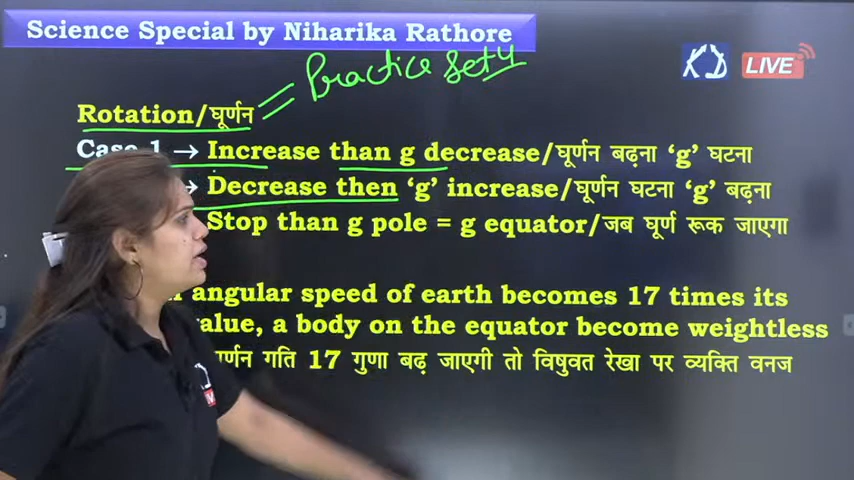 Science Special by Niharika Rathore
Practice Set 4
KD LIVE
Rotation/घूर्णन
Case 1 → Increase than g decrease/घूर्णन बढ़ना ‘g’ घटना
→ Decrease then ‘g’ increase/घूर्णन घटना ‘g’ बढ़ना
Stop than g pole = g equator/जब घूर्ण रूक जाएगा
angular speed of earth becomes 17 times its
value, a body on the equator become weightless
गति 17 गुणा बढ़ जाएगी तो विषुवत रेखा पर व्यक्ति वनज